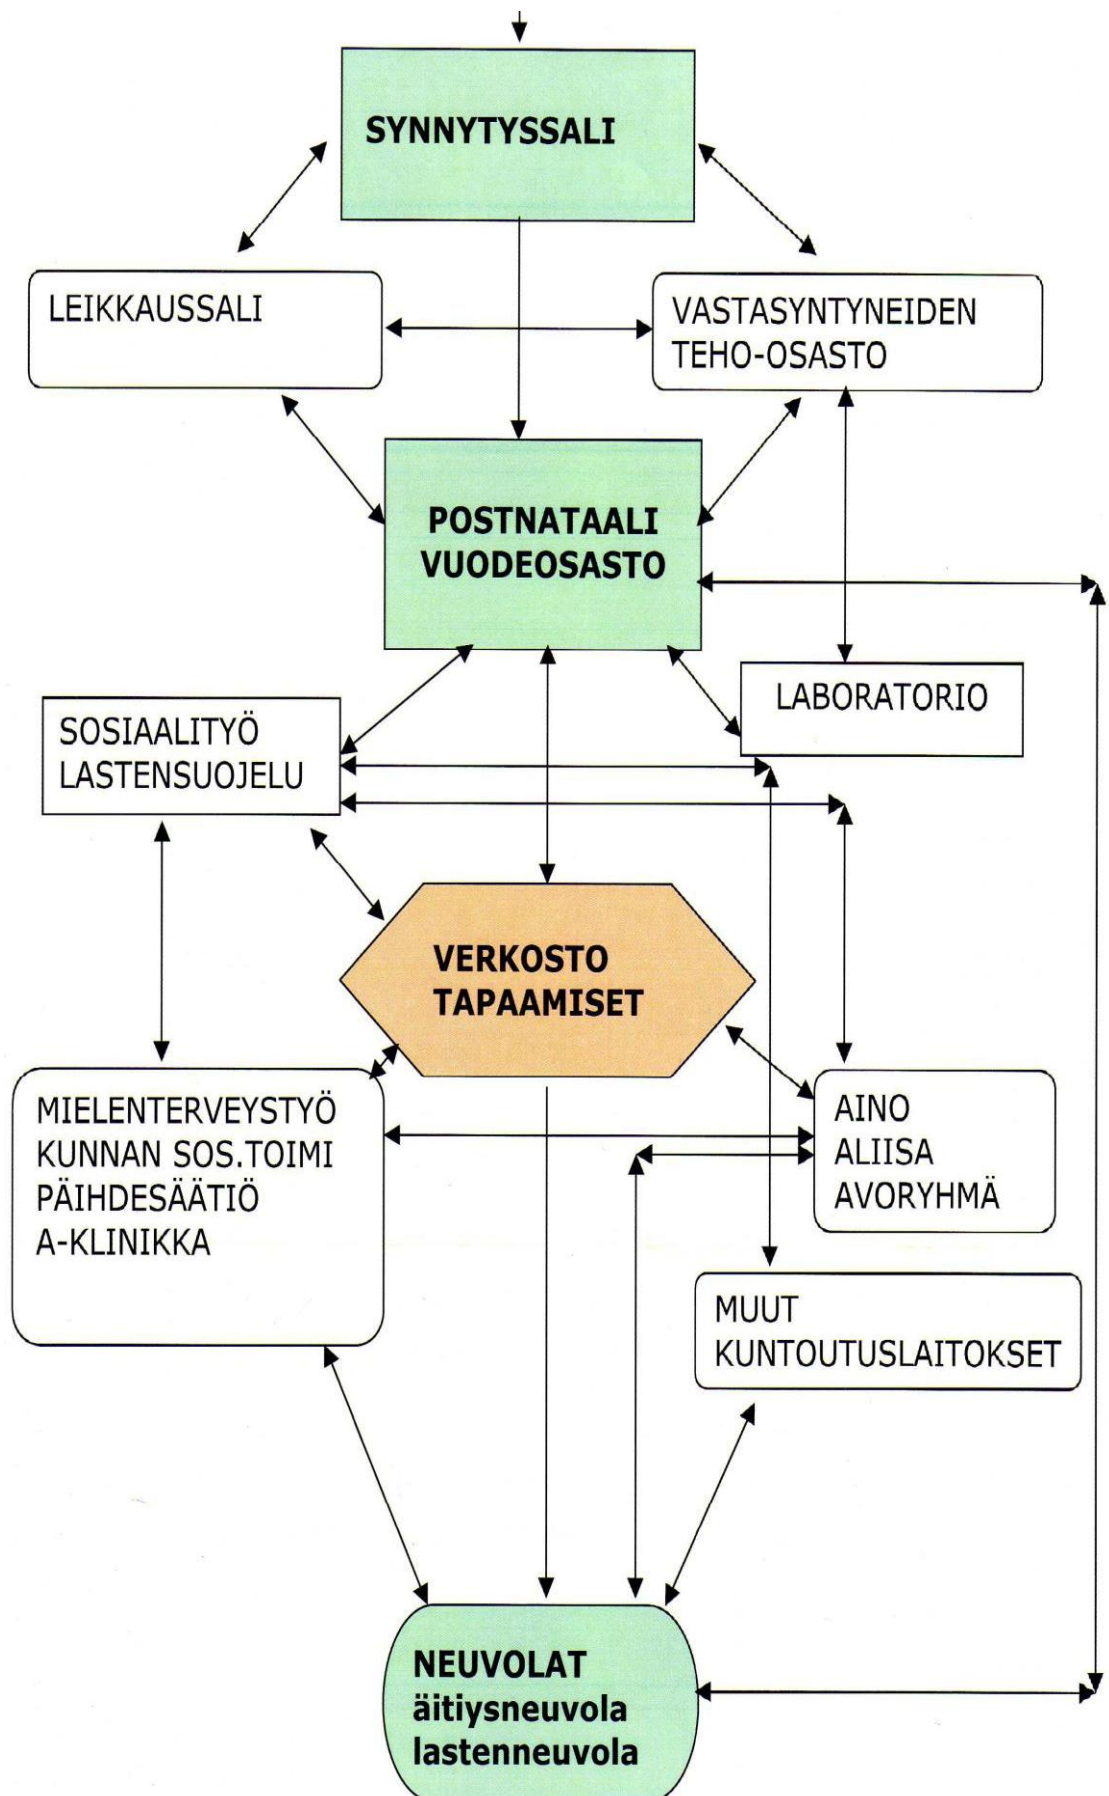 SYNNYTYSSALI
LEIKKAUSSALI
VASTASYNTYNEIDEN
TEHO-OSASTO
POSTNATAALI
VUODEOSASTO
LABORATORIO
SOSIAALITYÖ
LASTENSUOJELU
VERKOSTO
TAPAAMISET
MIELENTERVEYSTYÖ
KUNNAN SOS.TOIMI
PÄIHDESÄÄTIÖ
A-KLINIKKA
AINO
ALIISA
AVORYHMÄ
MUUT
KUNTOUTUSLAITOKSET
NEUVOLAT
äitiysneuvola
lastenneuvola